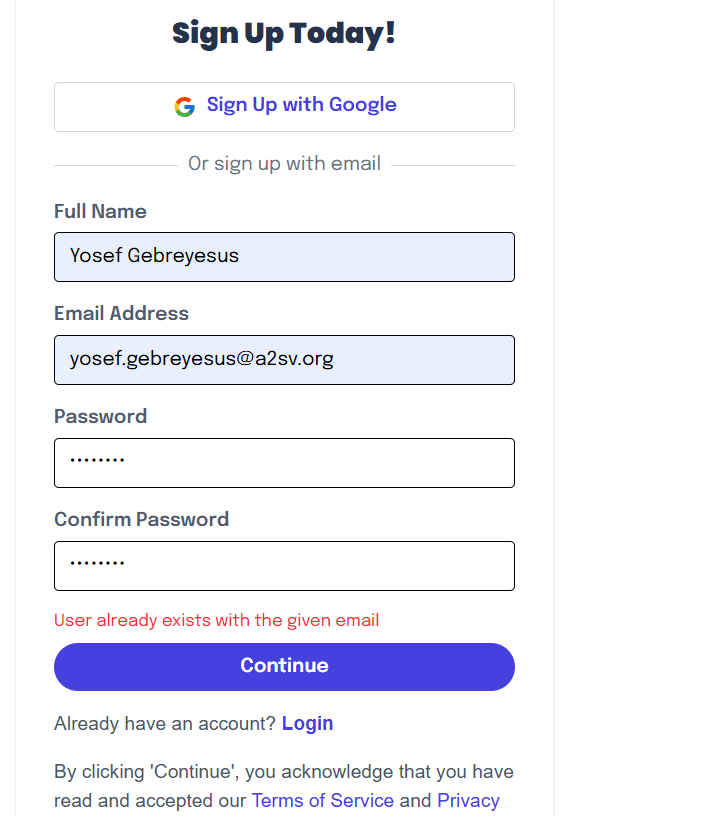 Sign Up Today!
Sign Up with Google
Or sign up with email
Full Name
Yosef Gebreyesus
Email Address
yosef.gebreyesus@a2sv.org
Password
••••••••
Confirm Password
••••••••
User already exists with the given email
Continue
Already have an account? Login
By clicking 'Continue', you acknowledge that you have
read and accepted our Terms of Service and Privacy